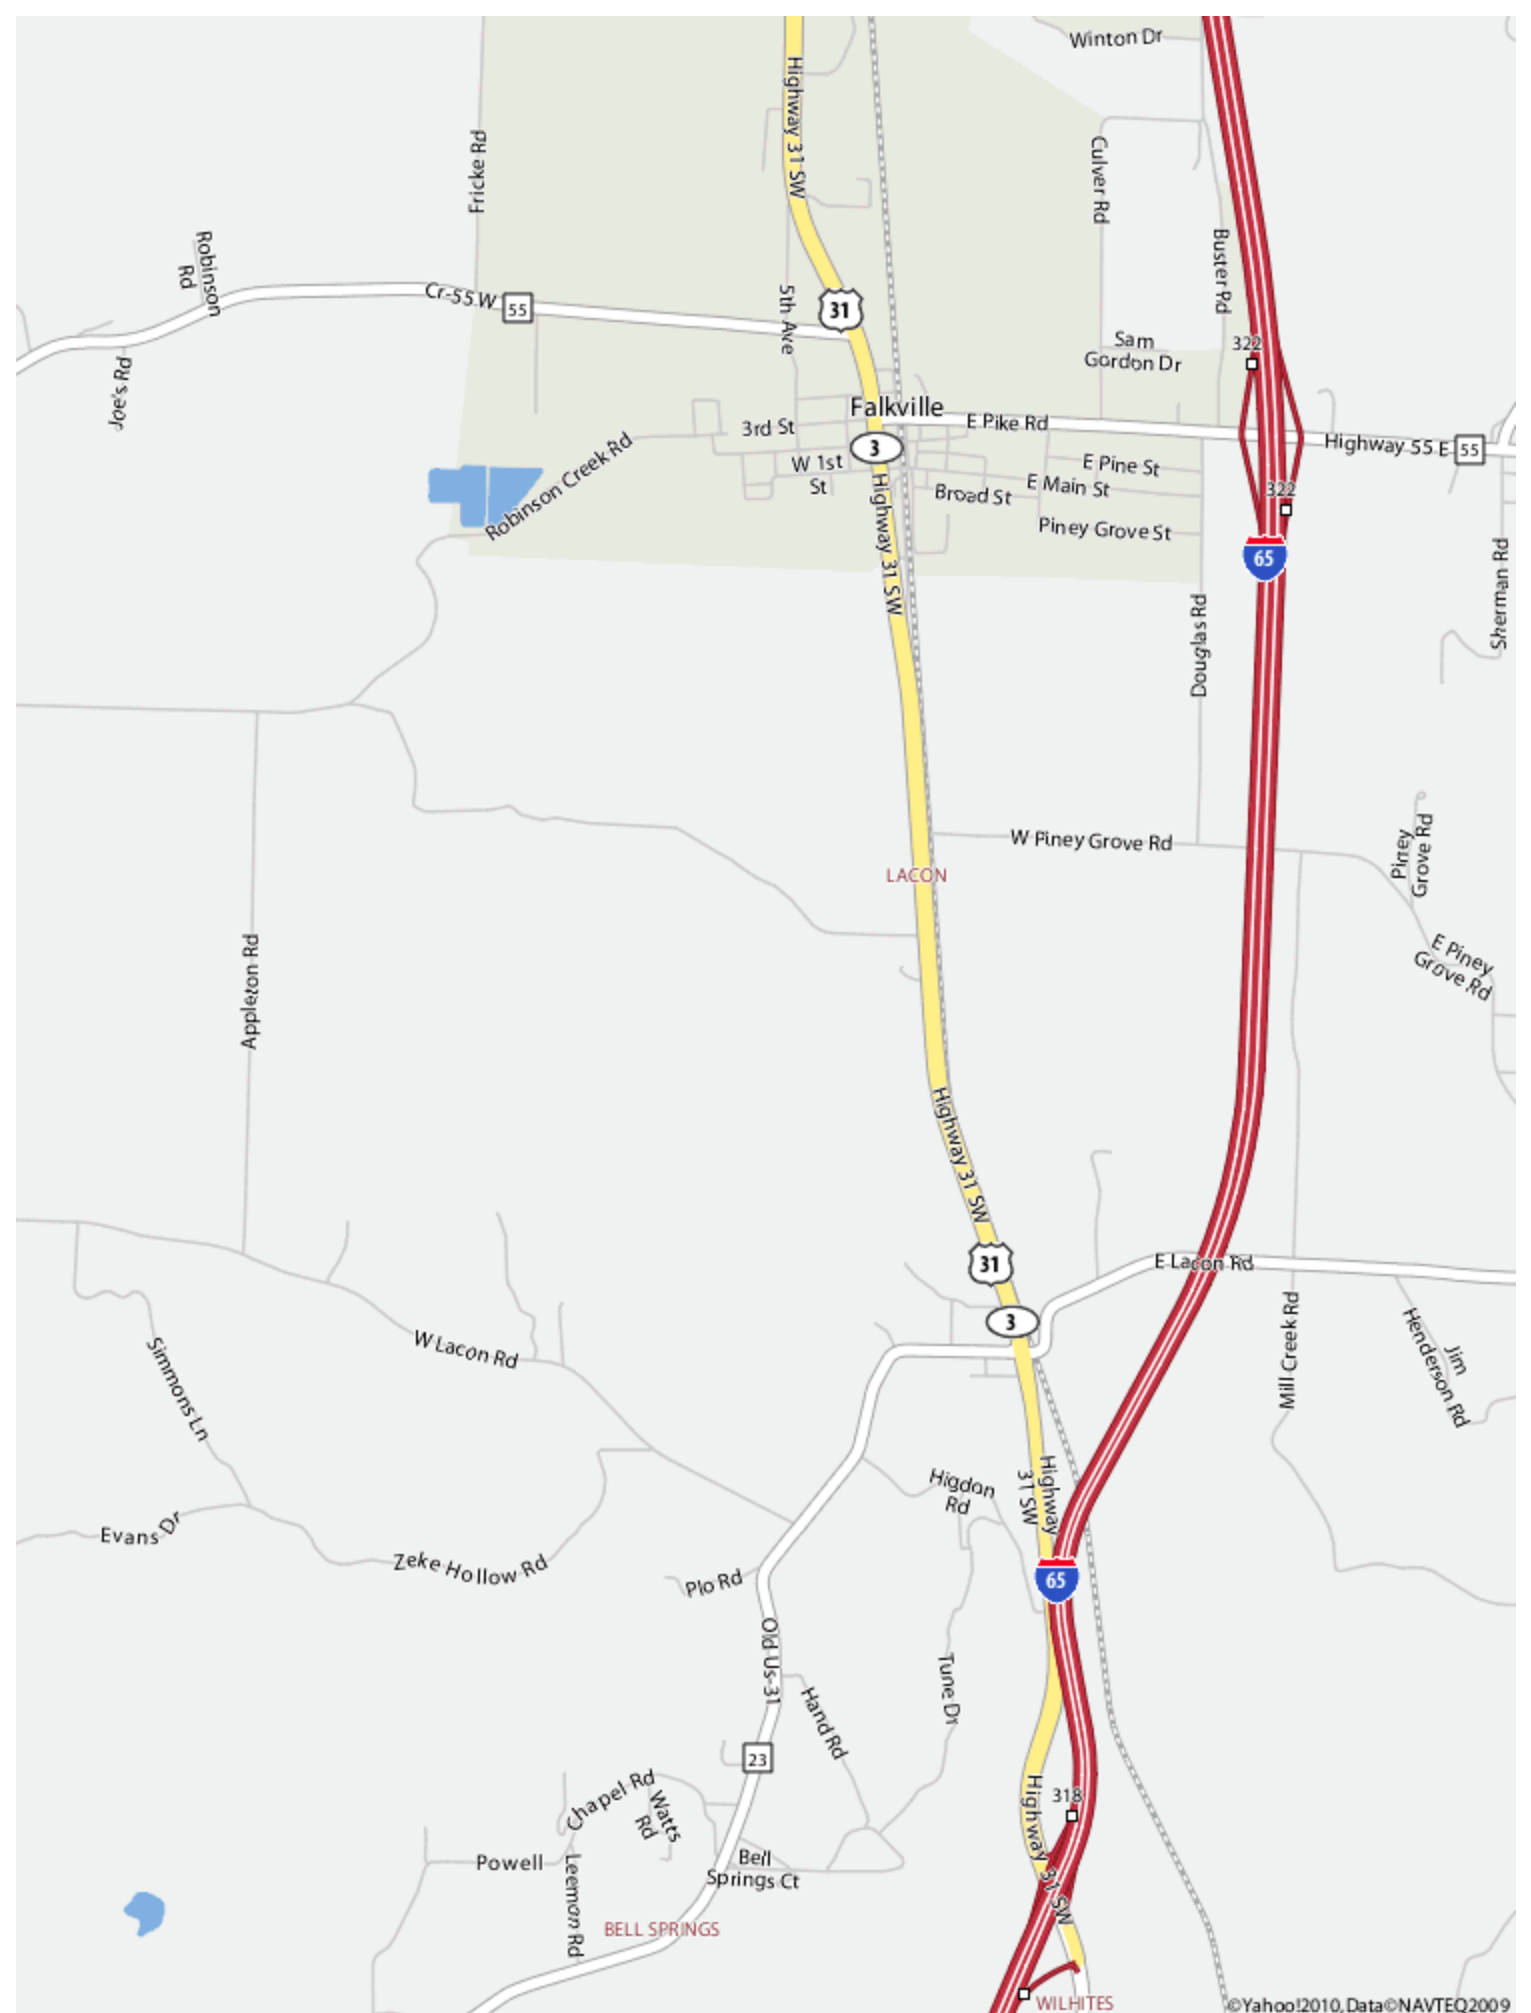 Winton Dr
Highway 31 SW
Fricke Rd
Culver Rd
Robinson
Rd
Buster Rd
Cr-55 W
55
31
5th Ave
322
Sam
Gordon Dr
Joe's Rd
Falkville
E Pike Rd
3rd St
3
Highway 55 E
55
Robinson Creek Rd
W 1st
St
E Pine St
E Main St
Broad St
322
Piney Grove St
Highway 31 SW
65
Sherman Rd
Douglas Rd
W Piney Grove Rd
Pirrey
Grove Rd
LACON
E Piney
Grove Rd
Appleton Rd
Highway 31 SW
31
E Lacon Rd
3
W Lacon Rd
Simmons Ln
Mill Creek Rd
Jim
Henderson Rd
Higdon
Rd
Highway
31 SW
Evans Dr
Zeke Hollow Rd
Plo Rd
65
Old Us-31
Tune Dr
Hand Rd
23
Chapel Rd
Watts
Rd
318
Highway 31 SW
Powell
Leeman Rd
Bell
Springs Ct
BELL SPRINGS
WILHITES
©Yahoo!2010,Data©NAVTEQ2009